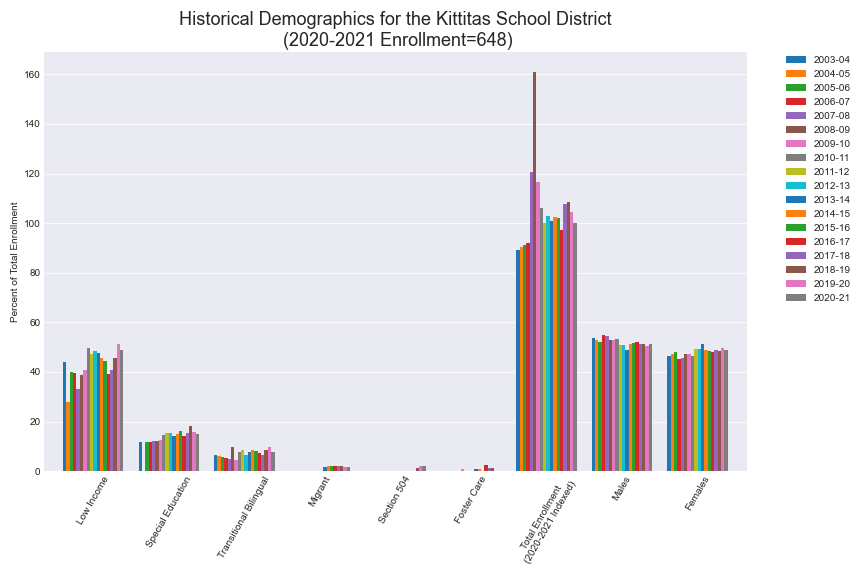 Historical Demographics for the Kittitas School District
(2020-2021 Enrollment=648)
Percent of Total Enrollment
160
140
120
100
80
60
40
20
0
Low Income
Special Education
Transitional Bilingual
Migrant
Section 504
Foster Care
Total Enrollment
(2020-2021 Indexed)
Males
Females
2003-04
2004-05
2005-06
2006-07
2007-08
2008-09
2009-10
2010-11
2011-12
2012-13
2013-14
2014-15
2015-16
2016-17
2017-18
2018-19
2019-20
2020-21